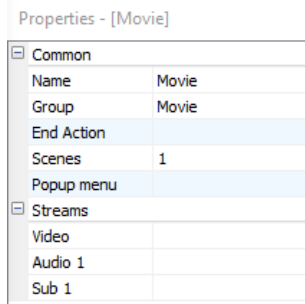 Properties - [Movie]
Common
Name Movie
Group Movie
End Action
Scenes 1
Popup menu
Streams
Video
Audio 1
Sub 1